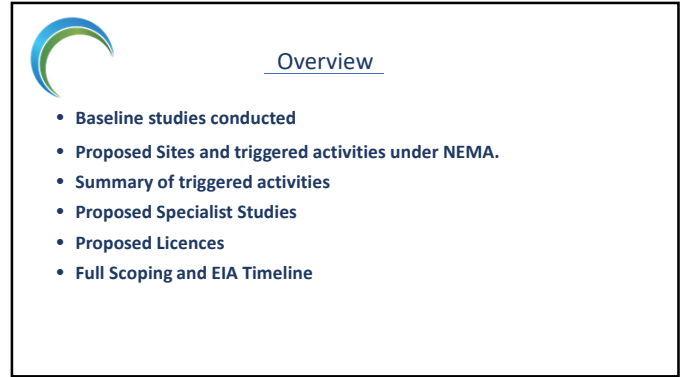 Overview
• Baseline studies conducted
• Proposed Sites and triggered activities under NEMA.
• Summary of triggered activities
• Proposed Specialist Studies
• Proposed Licences
• Full Scoping and EIA Timeline